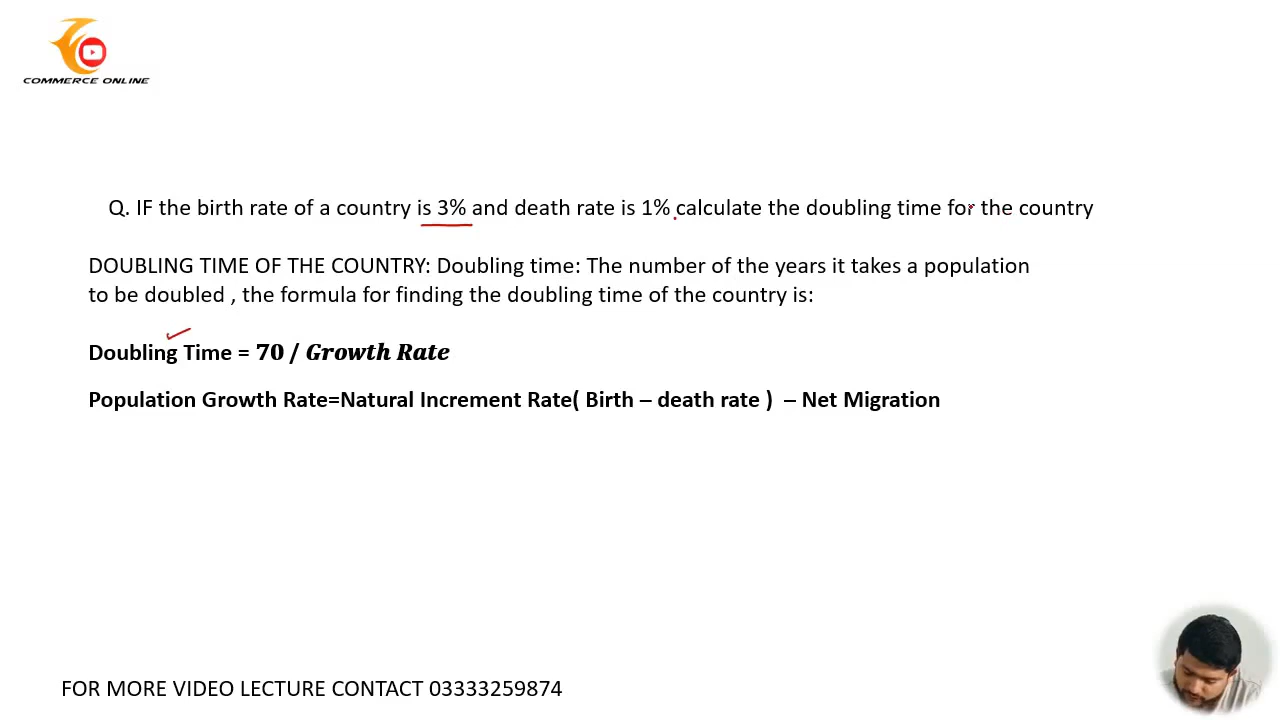 COMMERCE ONLINE
Q. IF the birth rate of a country is 3% and death rate is 1% calculate the doubling time for the country
DOUBLING TIME OF THE COUNTRY: Doubling time: The number of the years it takes a population
to be doubled , the formula for finding the doubling time of the country is:
Doubling Time = 70 / Growth Rate
Population Growth Rate=Natural Increment Rate( Birth – death rate ) – Net Migration
FOR MORE VIDEO LECTURE CONTACT 03333259874